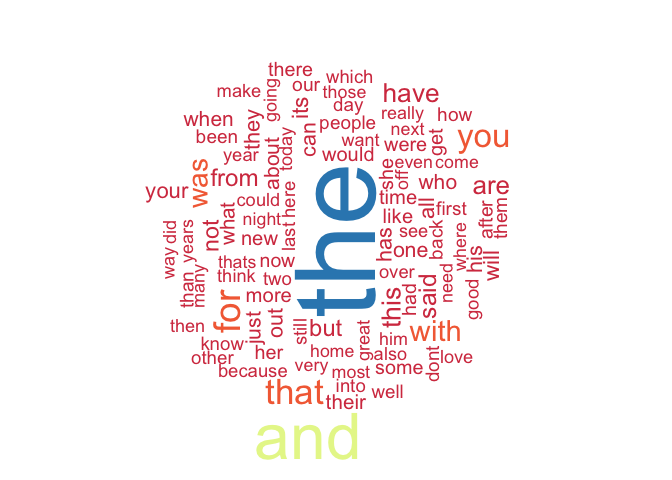 there
which
make
going
our
those
have
its
day
when
they
can
people
really
how
been
want
next
get
you
year
about
today
would
were
was
from
she
even
come
your
the
off
who
are
could
here
time
all
first
what
night
last
like
after
them
not
new
has
see
back
way
did
years
thats
now
one
where
his
will
than
many
think
two
over
need
good
for
more
this
had
said
then
just
out
still
but
great
him
with
know
her
home
also
dont
love
other
because
very
most
some
that
into
well
their
and